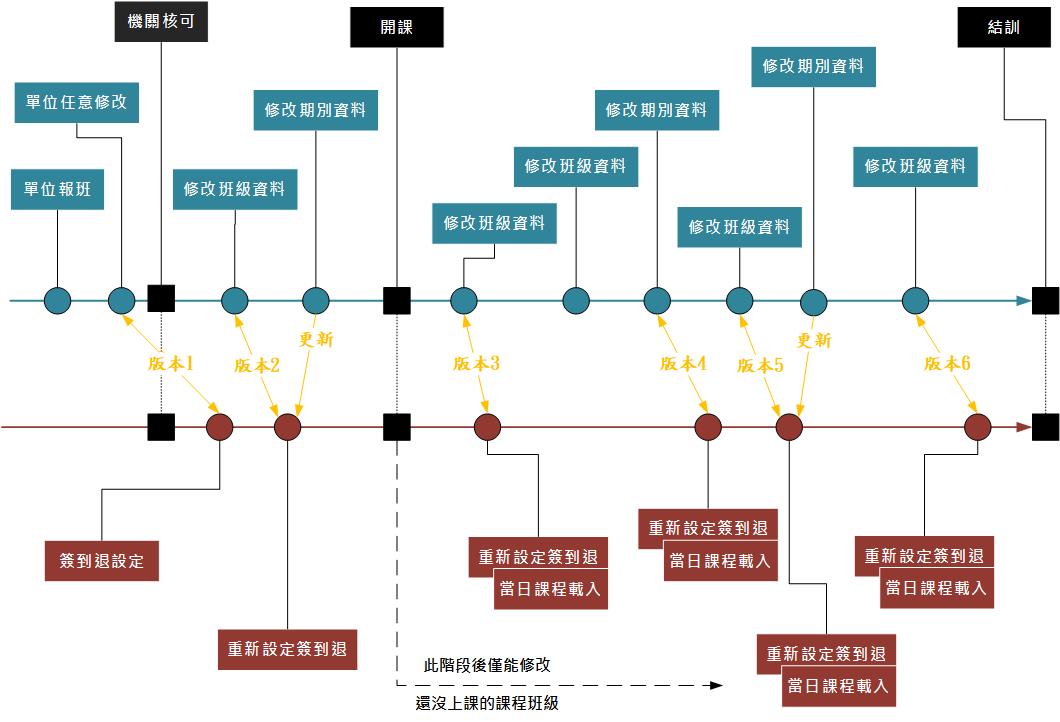 機關核可
開課
結訓
單位任意修改
修改期別資料
修改期別資料
修改期別資料
單位報班
修改班級資料
修改班級資料
修改班級資料
修改班級資料
修改班級資料
更新
更新
版本1
版本2
版本3
版本4
版本5
版本6
簽到退設定
重新設定簽到退
重新設定簽到退
當日課程載入
重新設定簽到退
當日課程載入
重新設定簽到退
當日課程載入
重新設定簽到退
當日課程載入
此階段後僅能修改
還沒上課的課程班級